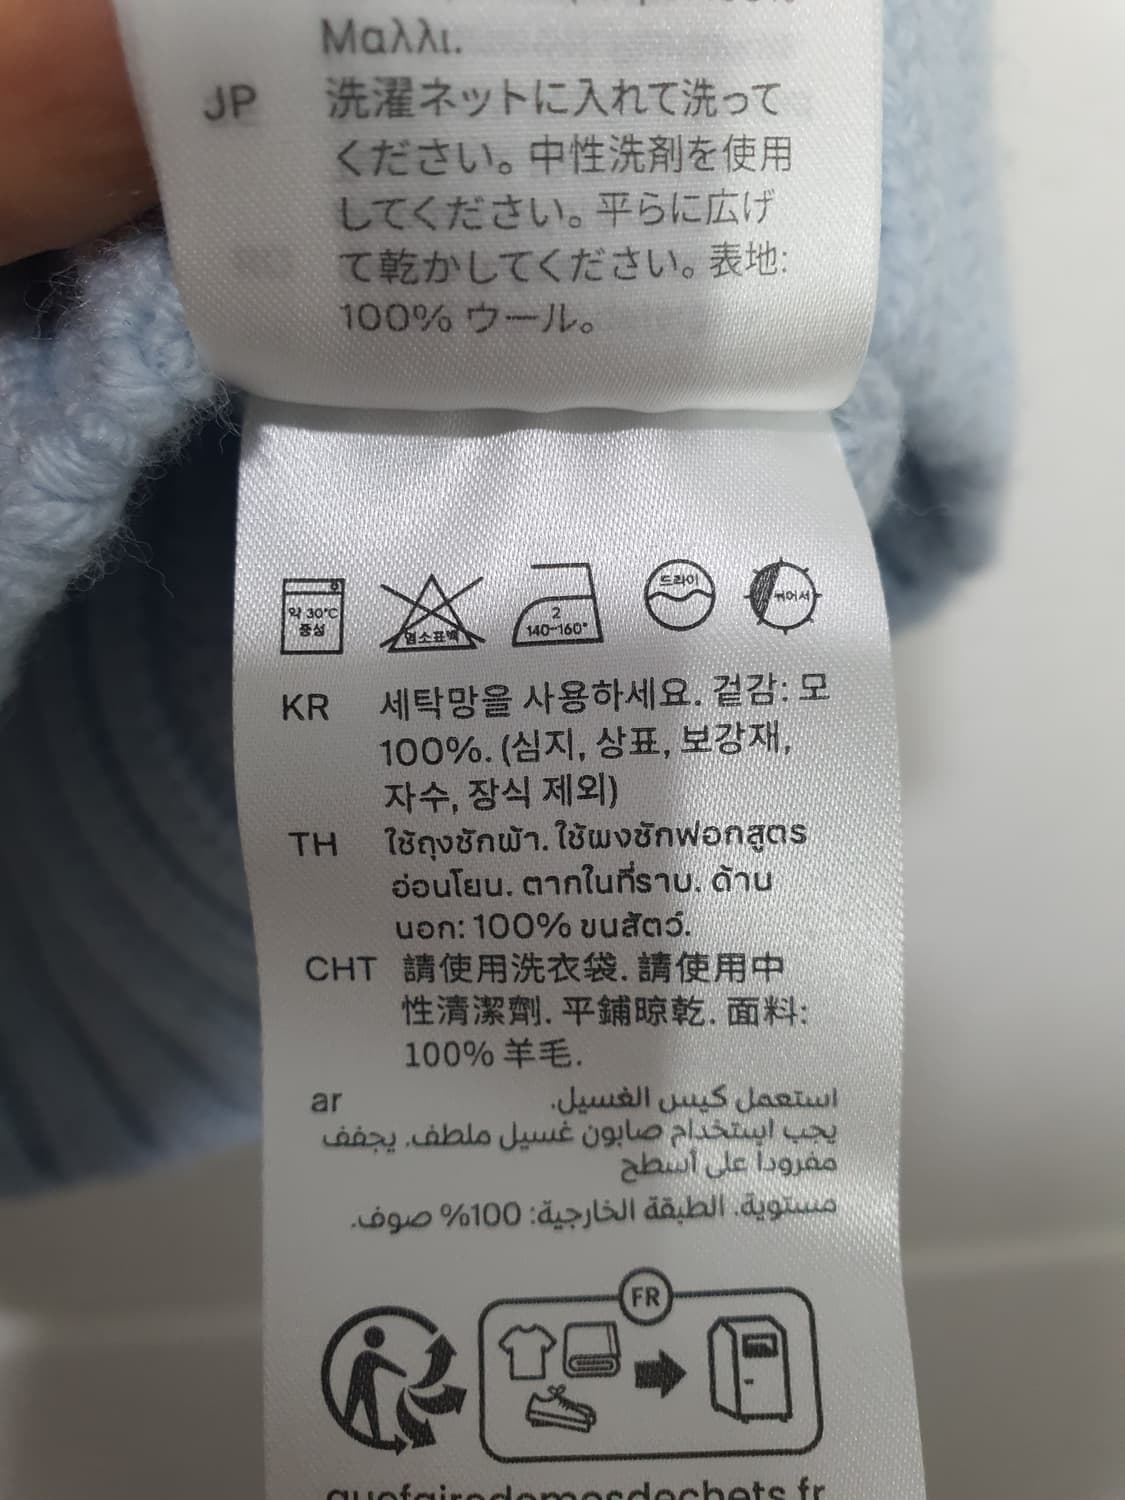 Μαλλι.
JP 洗濯ネットに入れて洗って
ください。中性洗剤を使用
してください。平らに広げ
て乾かしてください。表地:
100% ウール。
약 30°C
중성
염소표백
2
140~160°
드라이
뉘어서
KR 세탁망을 사용하세요. 겉감: 모
100%. (심지, 상표, 보강재,
자수, 장식 제외)
TH ใช้ถุงซักผ้า. ใช้ผงซักฟอกสูตร
อ่อนโยน. ตากในที่ราบ. ด้าน
นอก: 100% ขนสัตว์.
CHT 請使用洗衣袋. 請使用中
性清潔劑. 平鋪晾乾. 面料:
100% 羊毛.
ar استعمل كيس الغسيل.
يجب استخدام صابون غسيل ملطف. يجفف
مفرودا على أسطح
مستوية. الطبقة الخارجية: 100% صوف.
FR
quefairedemesdechets.fr